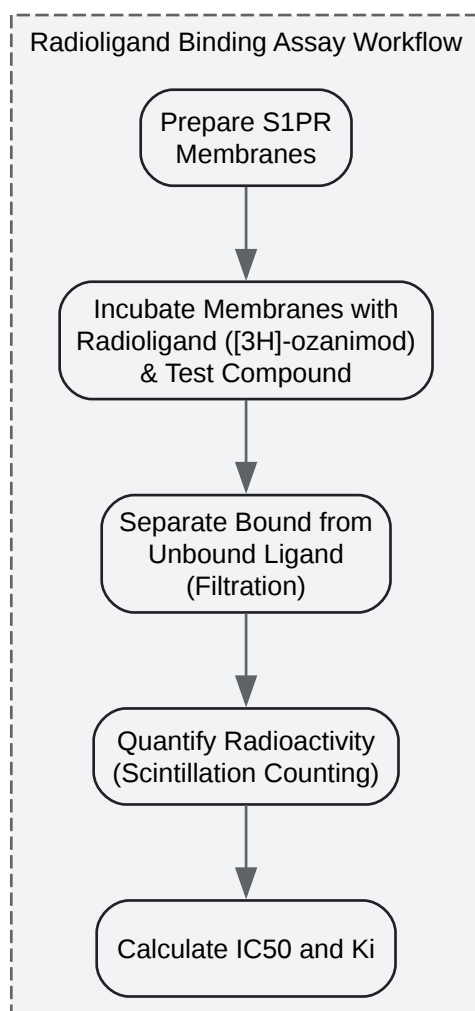 Radioligand Binding Assay Workflow
Prepare S1PR
Membranes
Incubate Membranes with
Radioligand ([3H]-ozanimod)
& Test Compound
Separate Bound from
Unbound Ligand
(Filtration)
Quantify Radioactivity
(Scintillation Counting)
Calculate IC50 and Ki